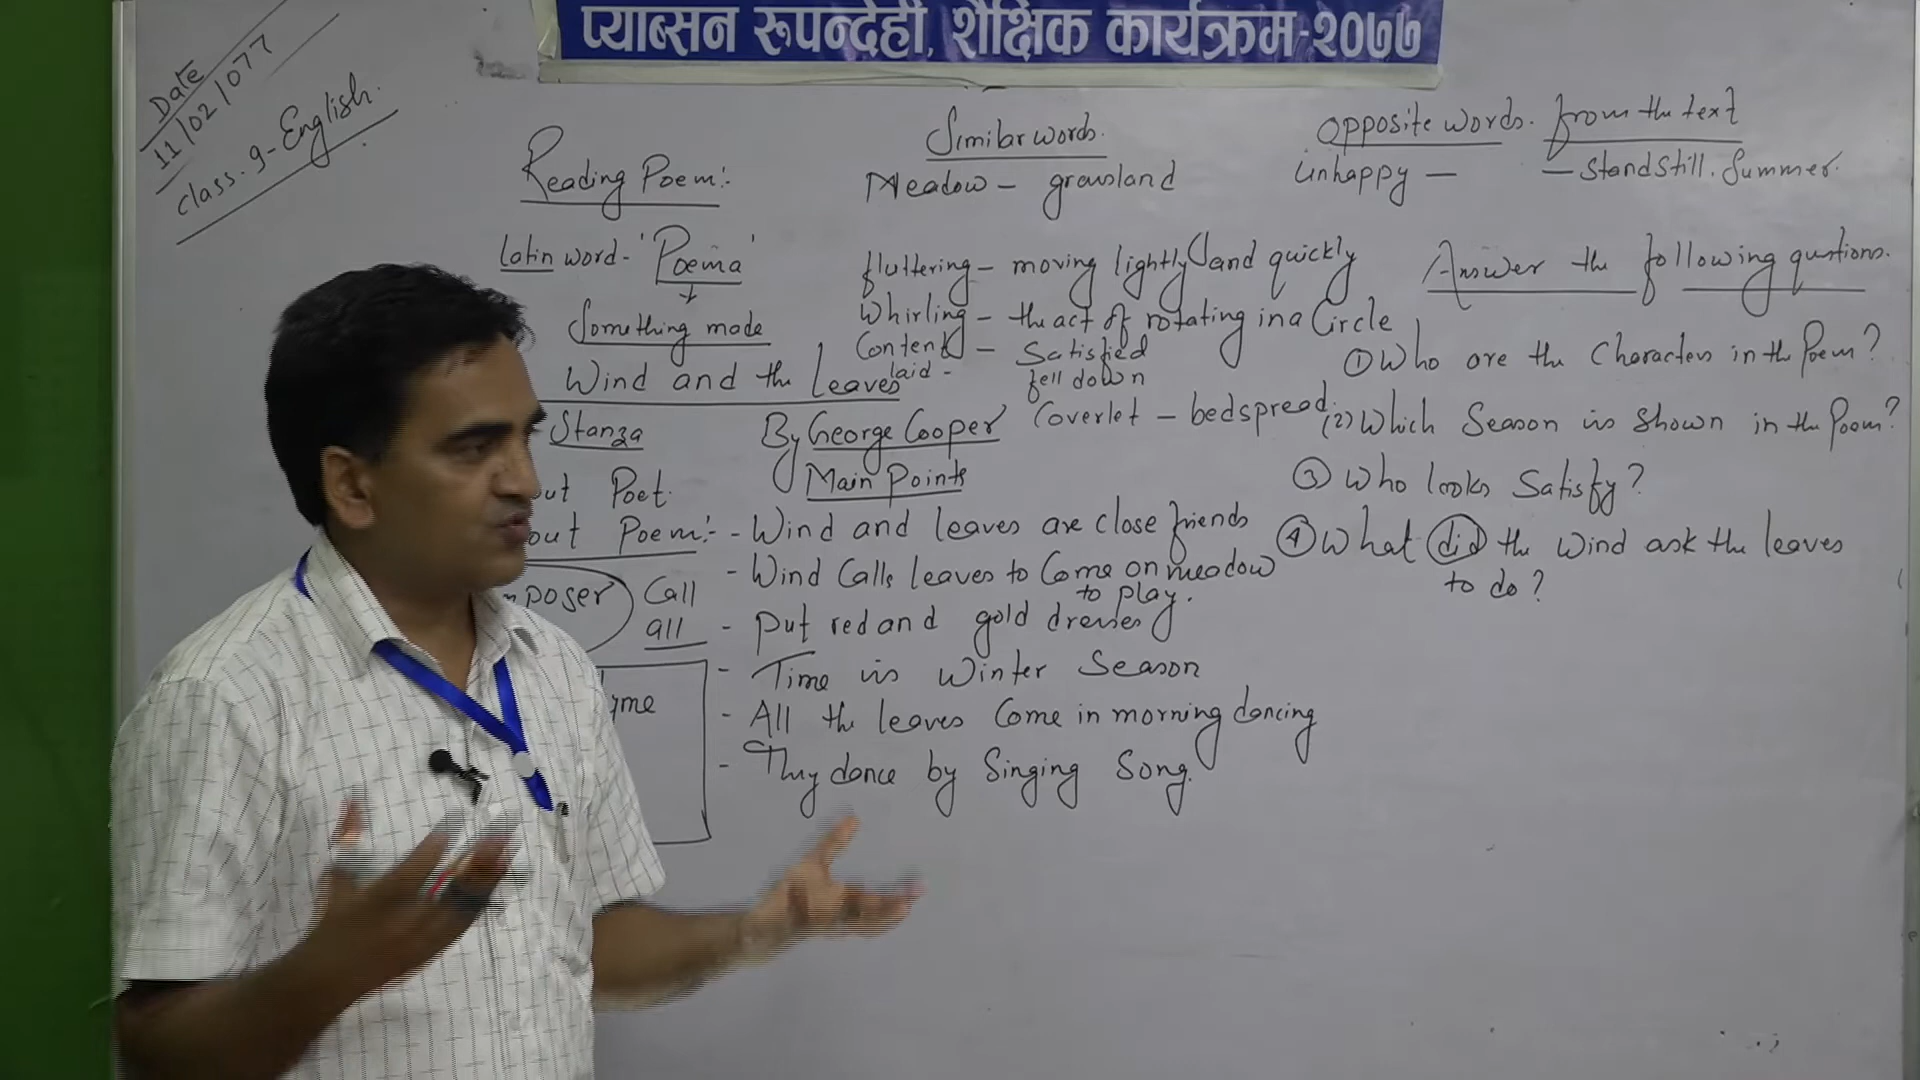 प्याब्सन रुपन्देही, शैक्षिक कार्यक्रम-२०७७
Date
11/02/077
class-9-English.
Reading Poem:-
Latin word- 'Poema'
Something made
Wind and the Leaves
Stanza
By George Cooper
ut Poet.
out Poem:-
poser
Call
all
yme
Similar words.
Meadow - grassland
fluttering - moving lightly and quickly
Whirling - the act of rotating in a Circle
Content - Satisfied
laid - fell down
Coverlet - bedspread.
Main Points
- Wind and leaves are close friends
- Wind Calls leaves to Come on meadow
to play.
- Put red and gold dresses
- Time is Winter Season
- All the leaves Come in morning dancing
- They dance by Singing Song.
Opposite words. from the text
Unhappy - - Standstill. Summer.
Answer the following qustions.
① Who are the Characters in the Poem?
(2) Which Season is Shown in the Poem?
③ Who looks Satisfy?
④ What did the Wind ask the leaves
to do?